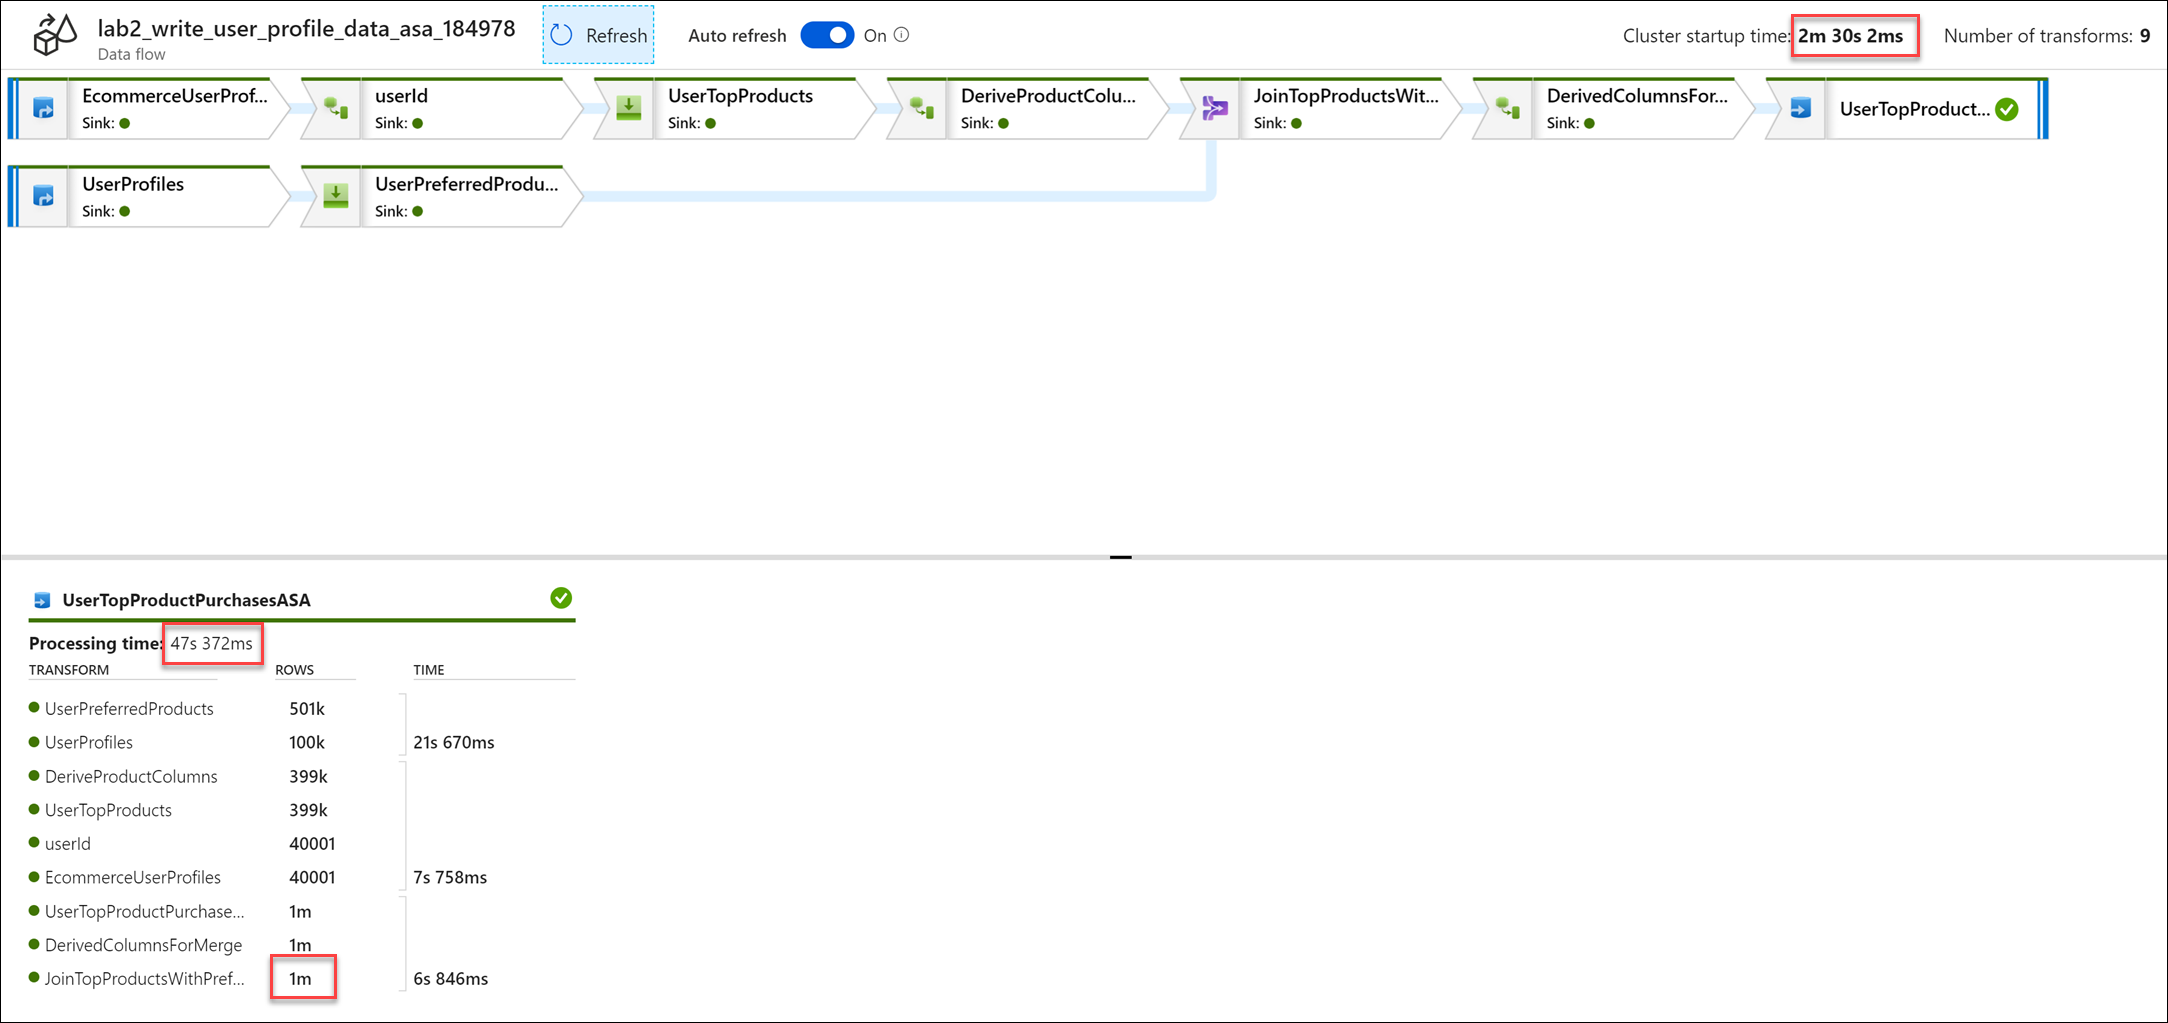 lab2_write_user_profile_data_asa_184978
Data flow
Refresh
Auto refresh On
Cluster startup time: 2m 30s 2ms
Number of transforms: 9
EcommerceUserProf...
Sink:
userId
Sink:
UserTopProducts
Sink:
DeriveProductColu...
Sink:
JoinTopProductsWit...
Sink:
DerivedColumnsFor...
Sink:
UserTopProduct...
UserProfiles
Sink:
UserPreferredProdu...
Sink:
UserTopProductPurchasesASA
Processing time: 47s 372ms
TRANSFORM ROWS TIME
UserPreferredProducts 501k
UserProfiles 100k 21s 670ms
DeriveProductColumns 399k
UserTopProducts 399k
userId 40001
EcommerceUserProfiles 40001 7s 758ms
UserTopProductPurchase... 1m
DerivedColumnsForMerge 1m
JoinTopProductsWithPref... 1m 6s 846ms